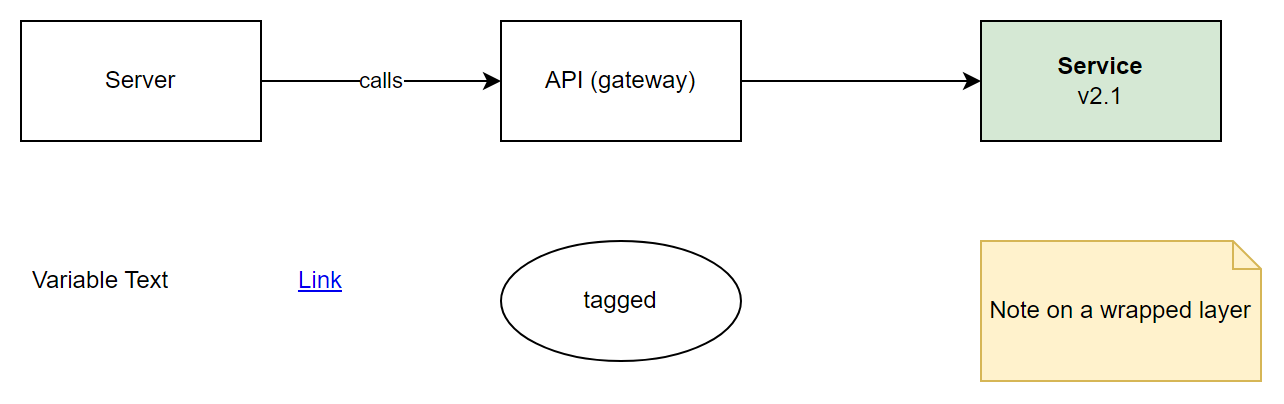 Server
calls
API (gateway)
Service
v2.1
Variable Text
Link
tagged
Note on a wrapped layer